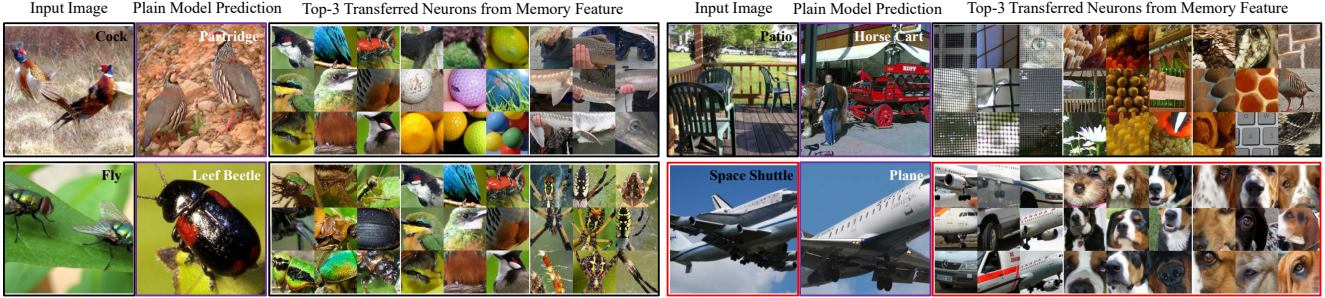 Input Image
Plain Model Prediction
Top-3 Transferred Neurons from Memory Feature
Input Image
Plain Model Prediction
Top-3 Transferred Neurons from Memory Feature
Cock
Partridge
Patio
Horse Cart
Fly
Leef Beetle
Space Shuttle
Plane